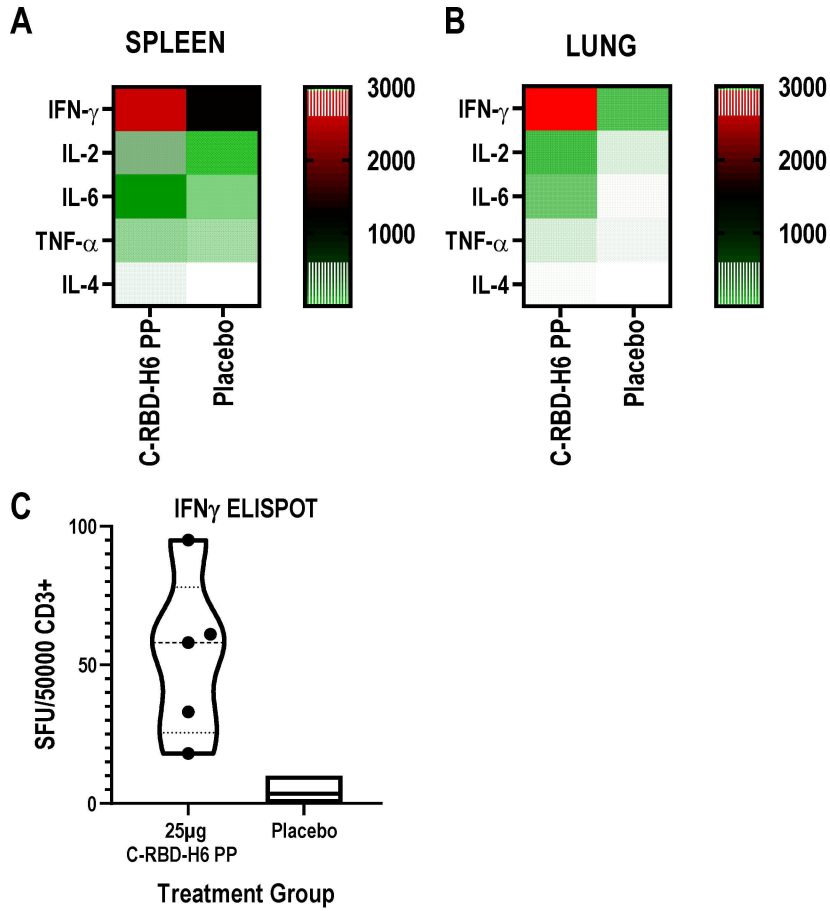 A
SPLEEN
IFN-γ
IL-2
IL-6
TNF-α
IL-4
C-RBD-H6 PP
Placebo
3000
2000
1000
B
LUNG
IFN-γ
IL-2
IL-6
TNF-α
IL-4
C-RBD-H6 PP
Placebo
3000
2000
1000
C
IFNγ ELISPOT
SFU/50000 CD3+
100
50
0
25µg
C-RBD-H6 PP
Placebo
Treatment Group